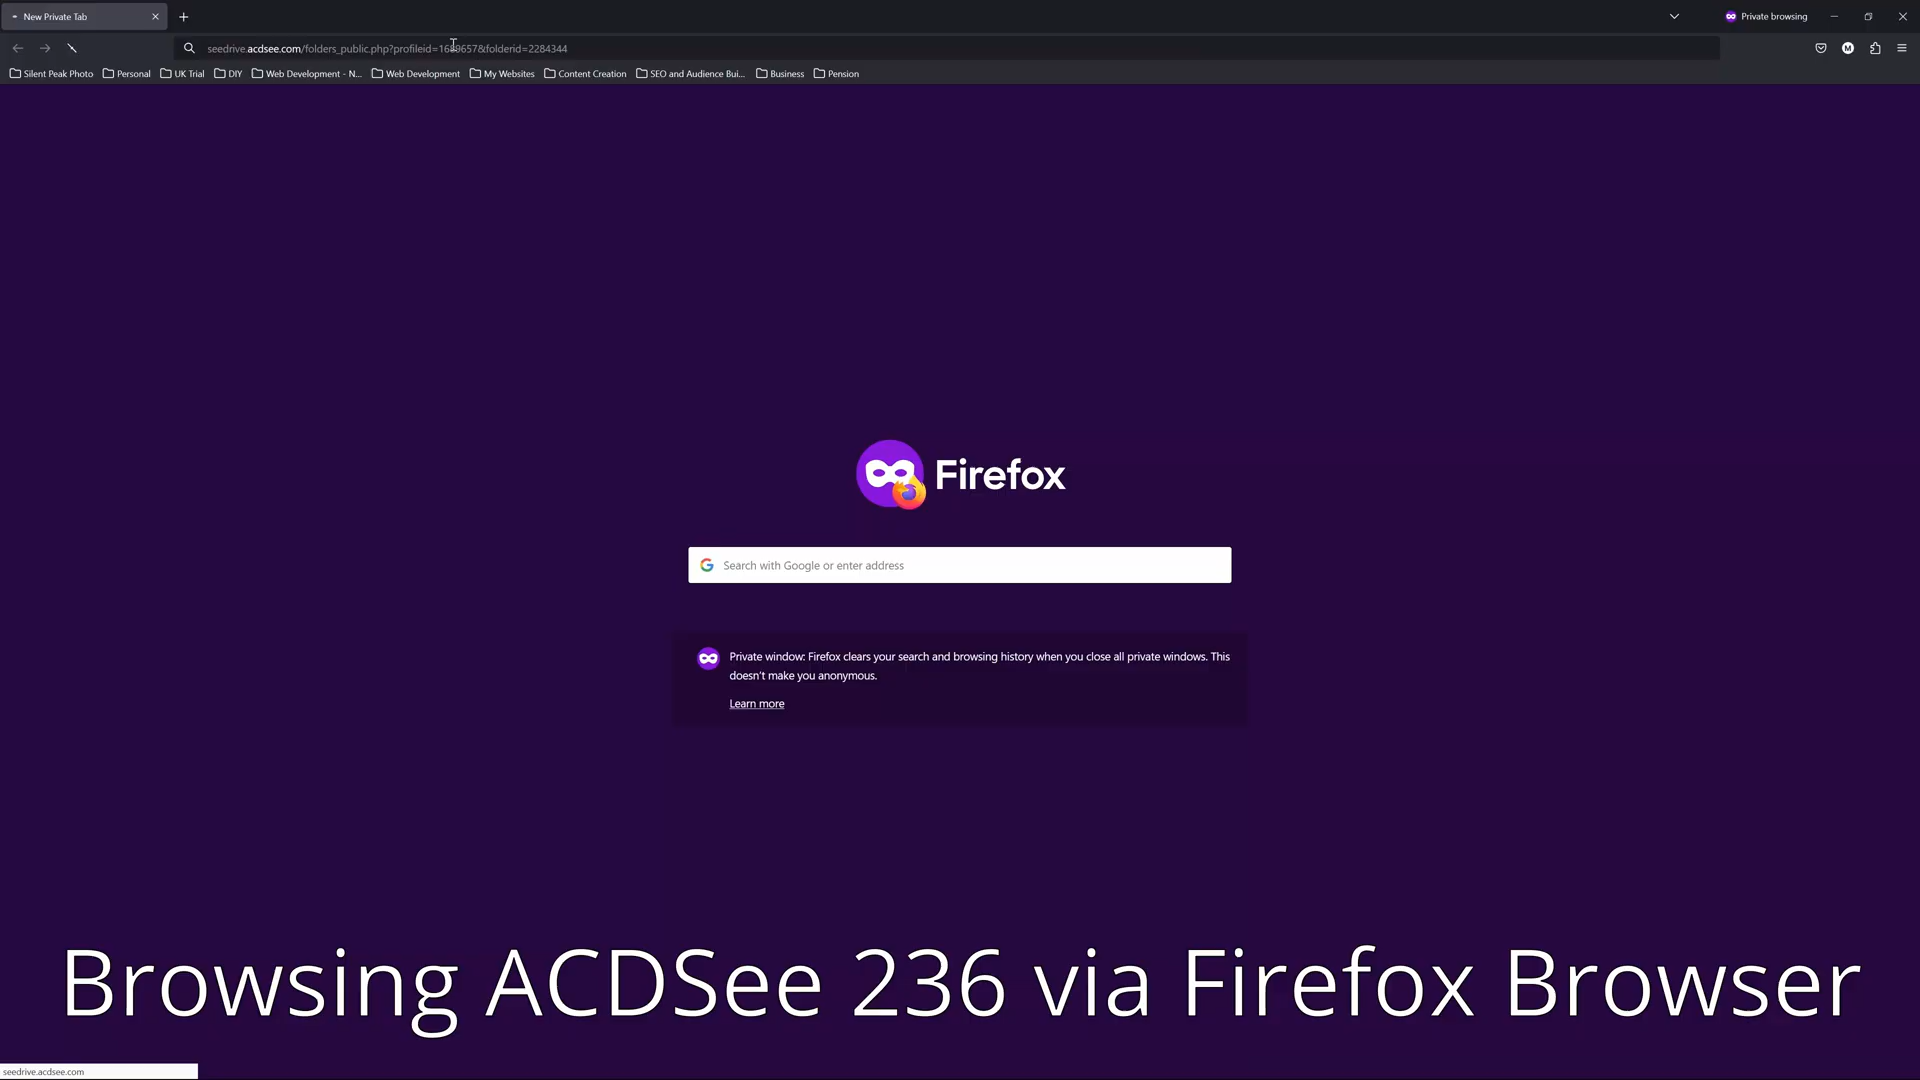 New Private Tab
Private browsing
seedrive.acdsee.com/folders_public.php?profileid=1689657&folderid=2284344
Silent Peak Photo Personal UK Trial DIY Web Development - N... Web Development My Websites Content Creation SEO and Audience Bui... Business Pension
M
Firefox
G Search with Google or enter address
Private window: Firefox clears your search and browsing history when you close all private windows. This
doesn't make you anonymous.
Learn more
Browsing ACDSee 236 via Firefox Browser
seedrive.acdsee.com